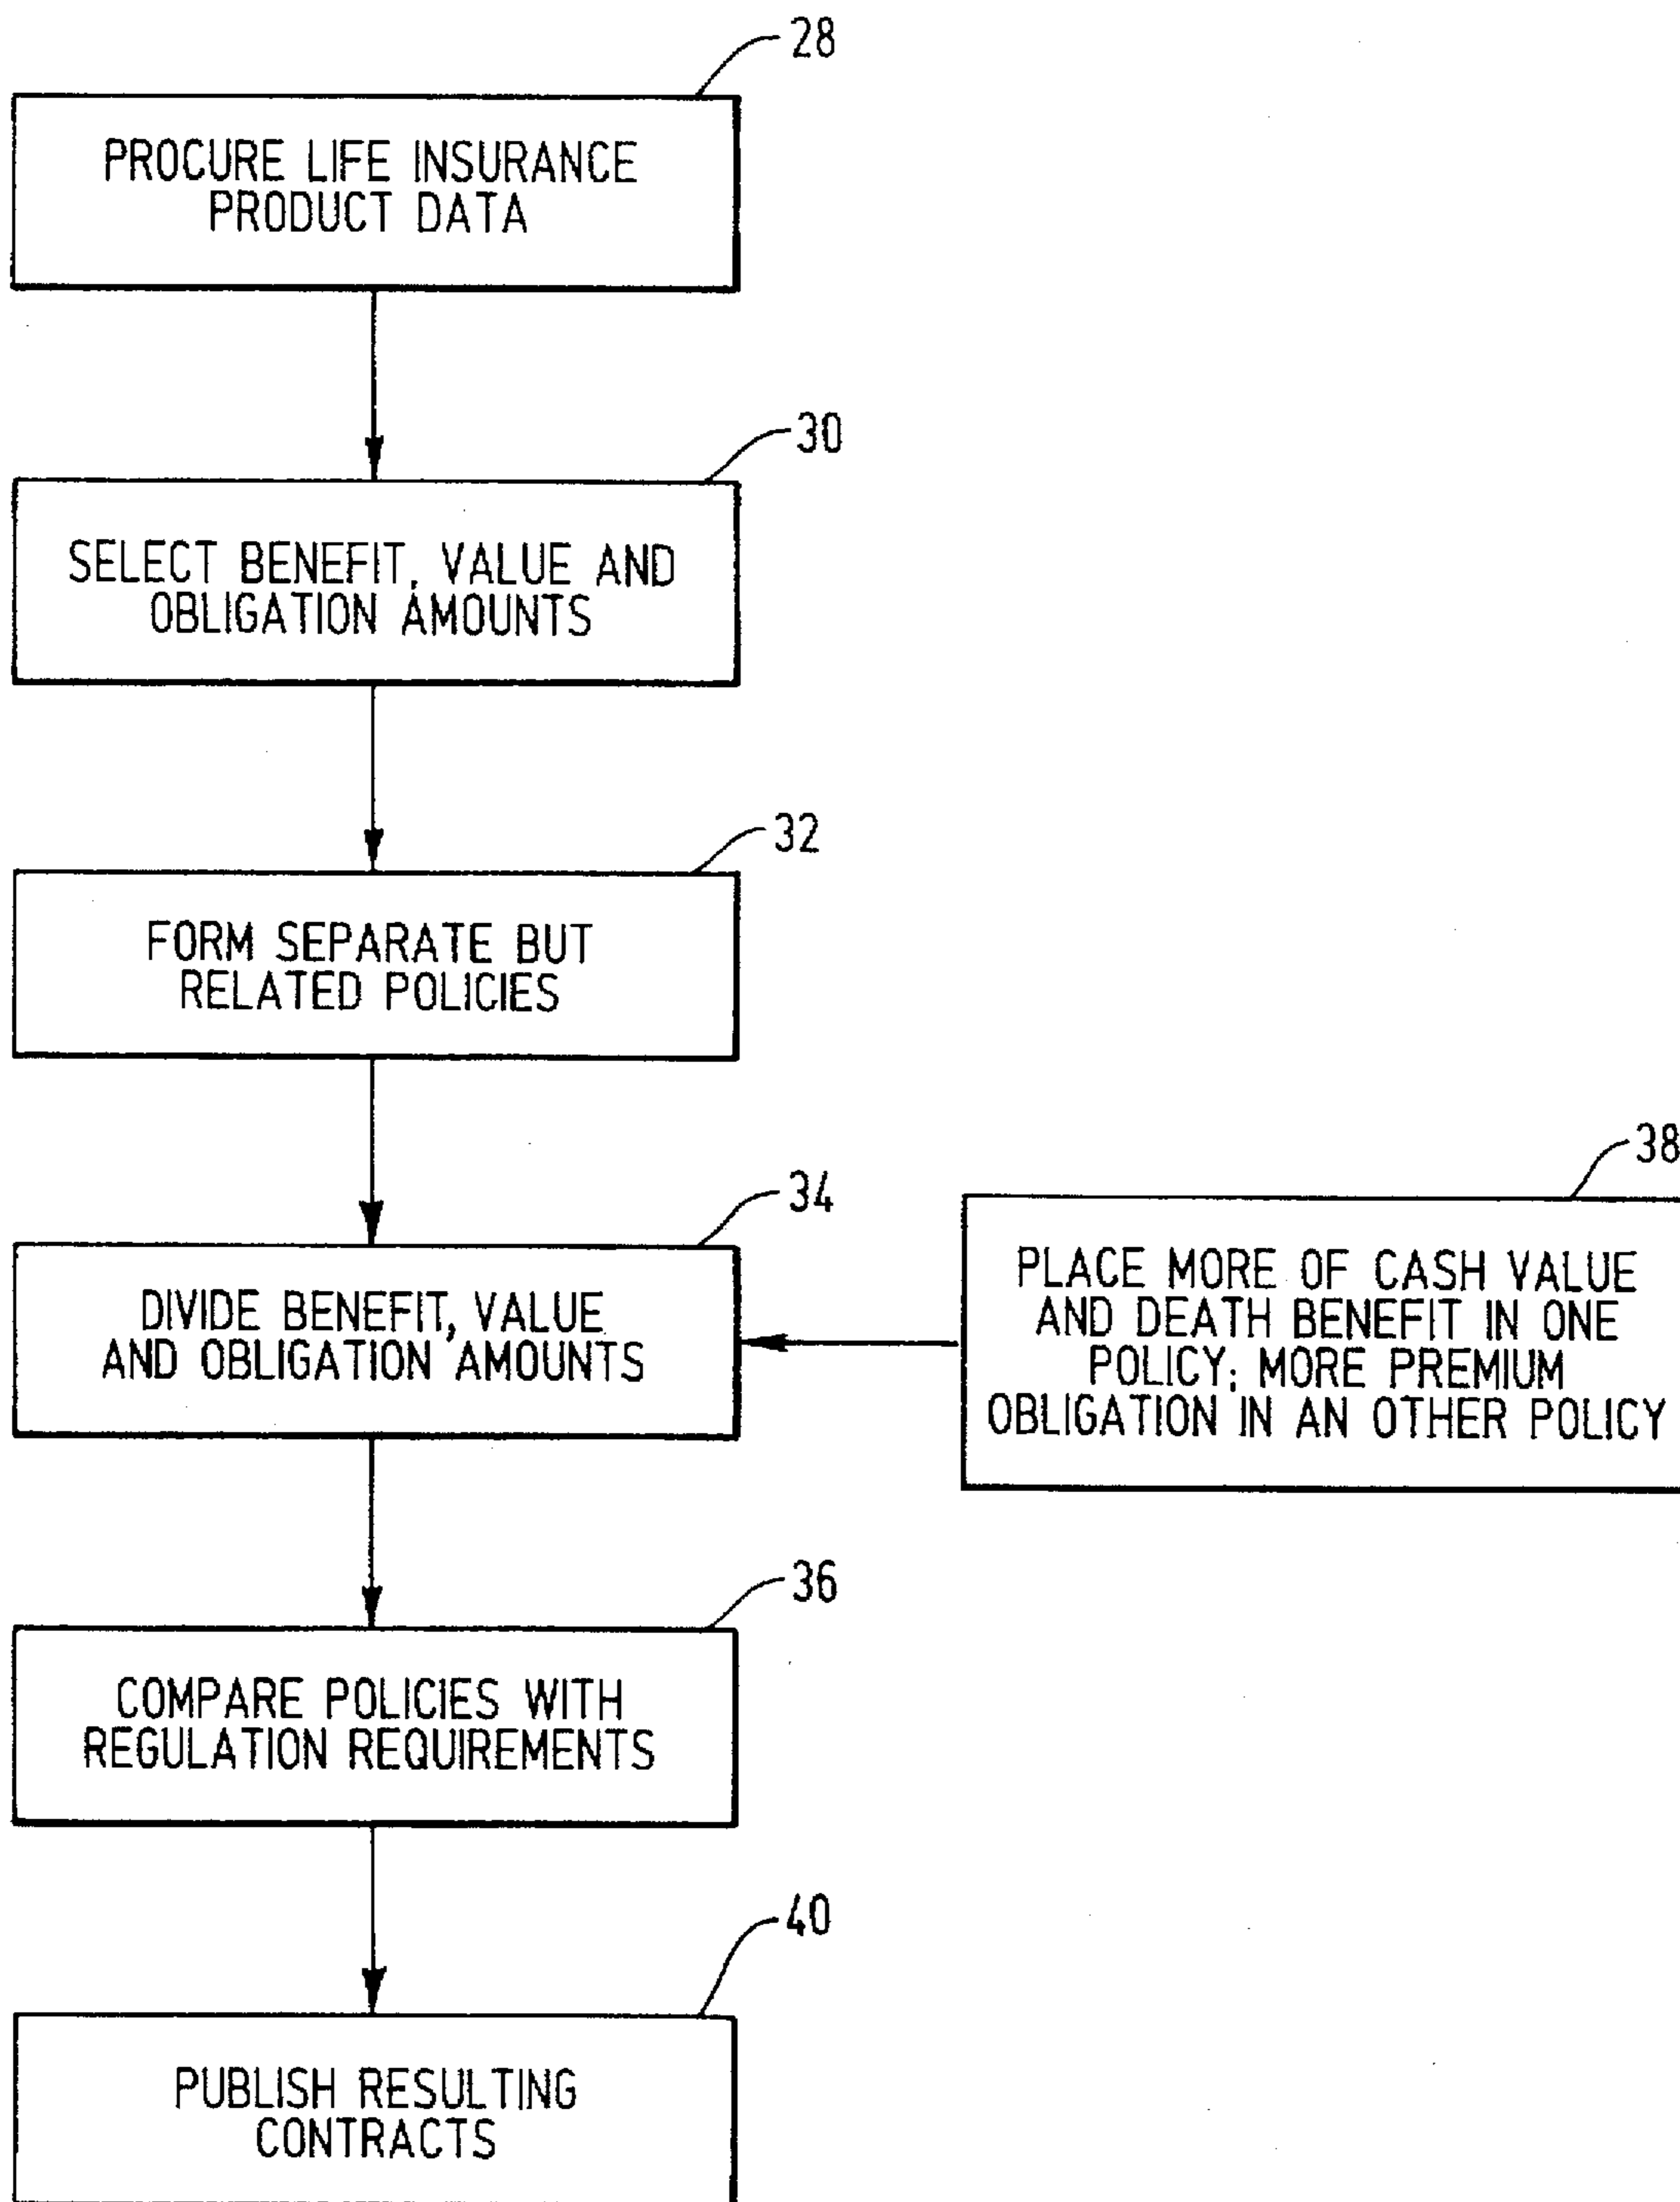 28
PROCURE LIFE INSURANCE
PRODUCT DATA
30
SELECT BENEFIT, VALUE AND
OBLIGATION AMOUNTS
32
FORM SEPARATE BUT
RELATED POLICIES
34
DIVIDE BENEFIT, VALUE
AND OBLIGATION AMOUNTS
38
PLACE MORE OF CASH VALUE
AND DEATH BENEFIT IN ONE
POLICY; MORE PREMIUM
OBLIGATION IN AN OTHER POLICY
36
COMPARE POLICIES WITH
REGULATION REQUIREMENTS
40
PUBLISH RESULTING
CONTRACTS